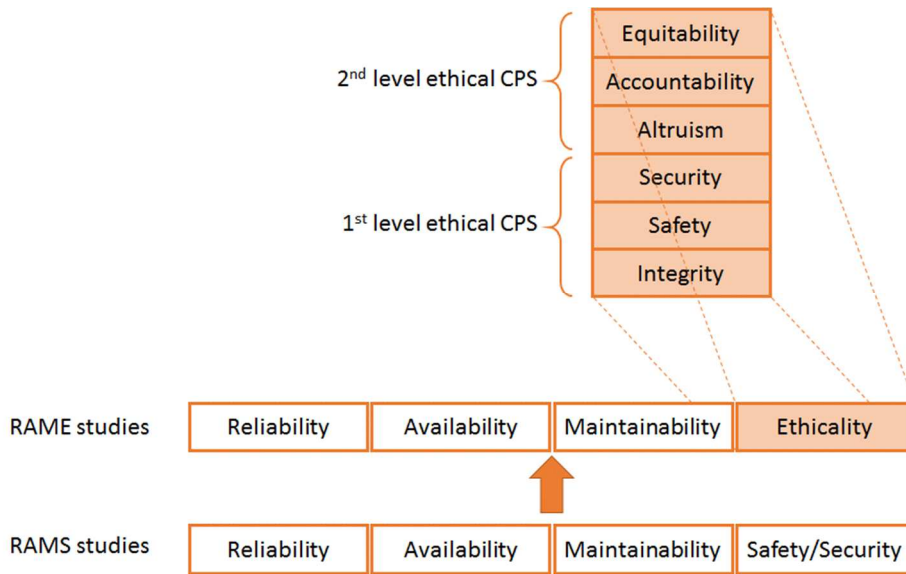 Equitability
2nd level ethical CPS
Accountability
Altruism
Security
1st level ethical CPS
Safety
Integrity
RAME studies Reliability Availability Maintainability Ethicality
RAMS studies Reliability Availability Maintainability Safety/Security